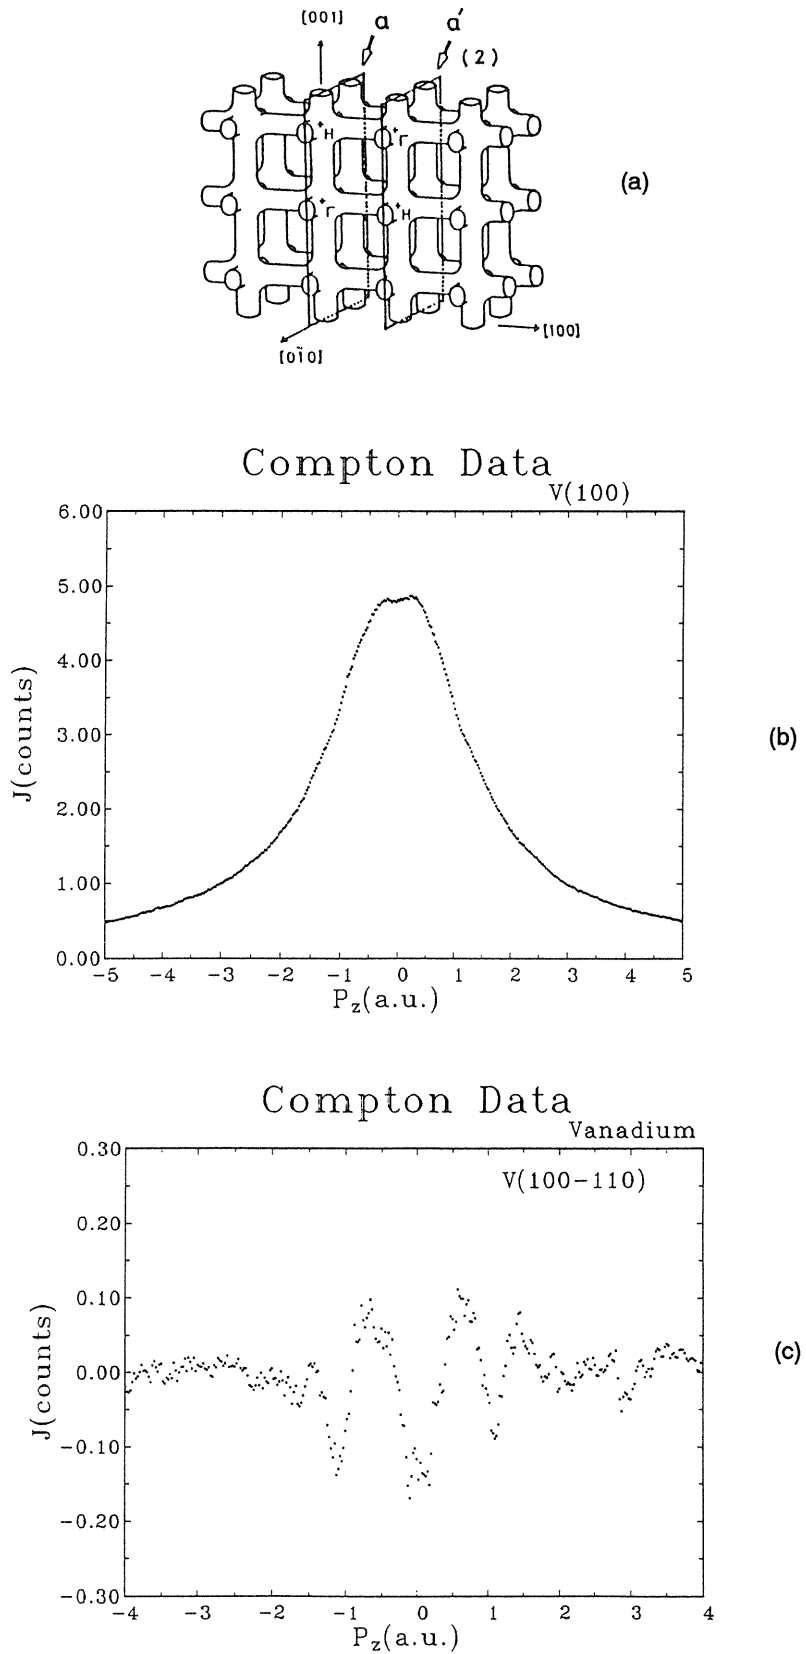 [001] a a′
(2)
+H +Γ
(a)
+Γ +H
[100]
[01̄0]
Compton Data
V(100)
6.00
5.00
4.00
3.00
2.00
1.00
0.00
J(counts)
(b)
−5 −4 −3 −2 −1 0 1 2 3 4 5
Pz(a.u.)
Compton Data
Vanadium
V(100−110)
0.30
0.20
0.10
0.00
−0.10
−0.20
−0.30
J(counts)
(c)
−4 −3 −2 −1 0 1 2 3 4
Pz(a.u.)